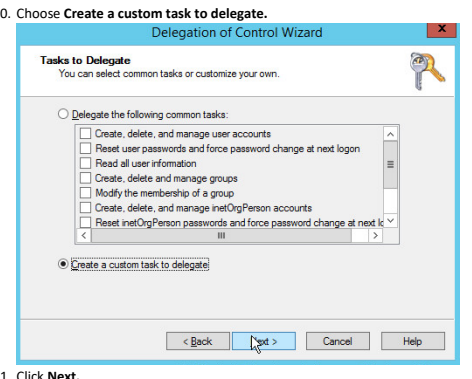 0. Choose Create a custom task to delegate.
Delegation of Control Wizard
x
Tasks to Delegate
You can select common tasks or customize your own.
Delegate the following common tasks:
Create, delete, and manage user accounts
Reset user passwords and force password change at next logon
Read all user information
Create, delete and manage groups
Modify the membership of a group
Create, delete, and manage inetOrgPerson accounts
Reset inetOrgPerson passwords and force password change at next
Create a custom task to delegate
< Back Next > Cancel Help
1. Click Next.